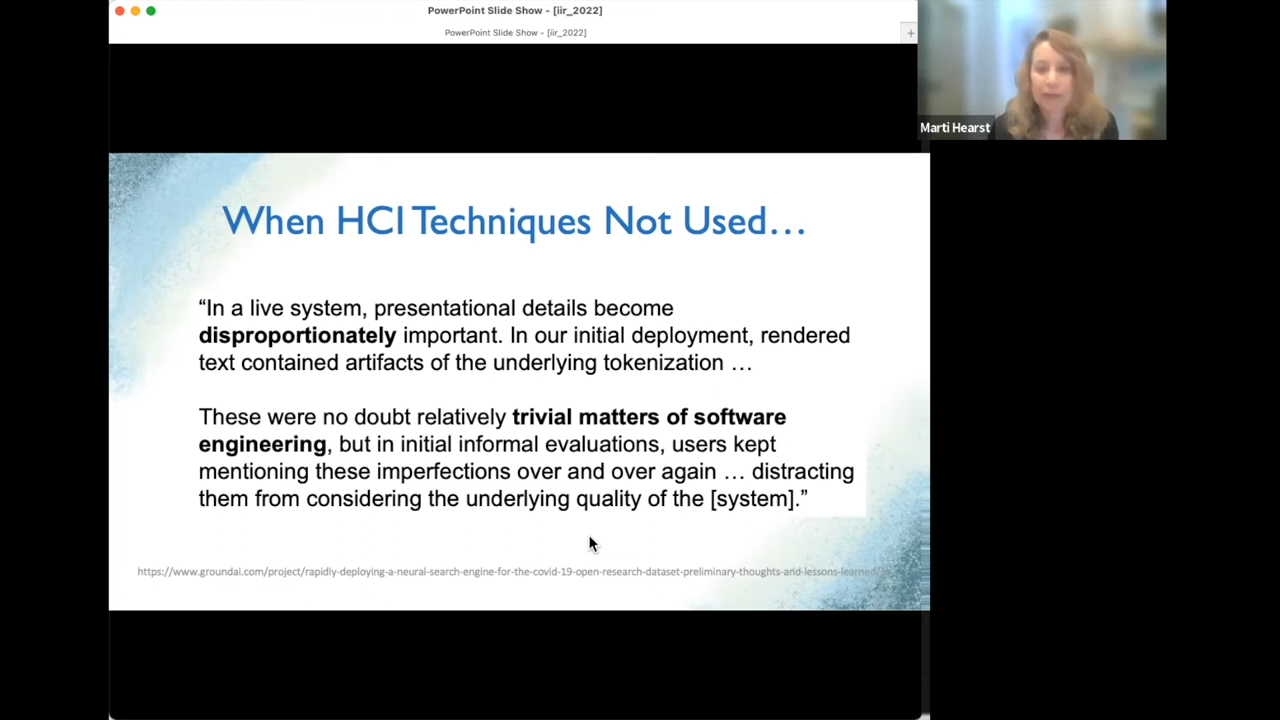 PowerPoint Slide Show - [iir_2022]
PowerPoint Slide Show - [iir_2022]
+
Marti Hearst
When HCI Techniques Not Used…
“In a live system, presentational details become
disproportionately important. In our initial deployment, rendered
text contained artifacts of the underlying tokenization …
These were no doubt relatively trivial matters of software
engineering, but in initial informal evaluations, users kept
mentioning these imperfections over and over again … distracting
them from considering the underlying quality of the [system].”
https://www.groundai.com/project/rapidly-deploying-a-neural-search-engine-for-the-covid-19-open-research-dataset-preliminary-thoughts-and-lessons-learned/